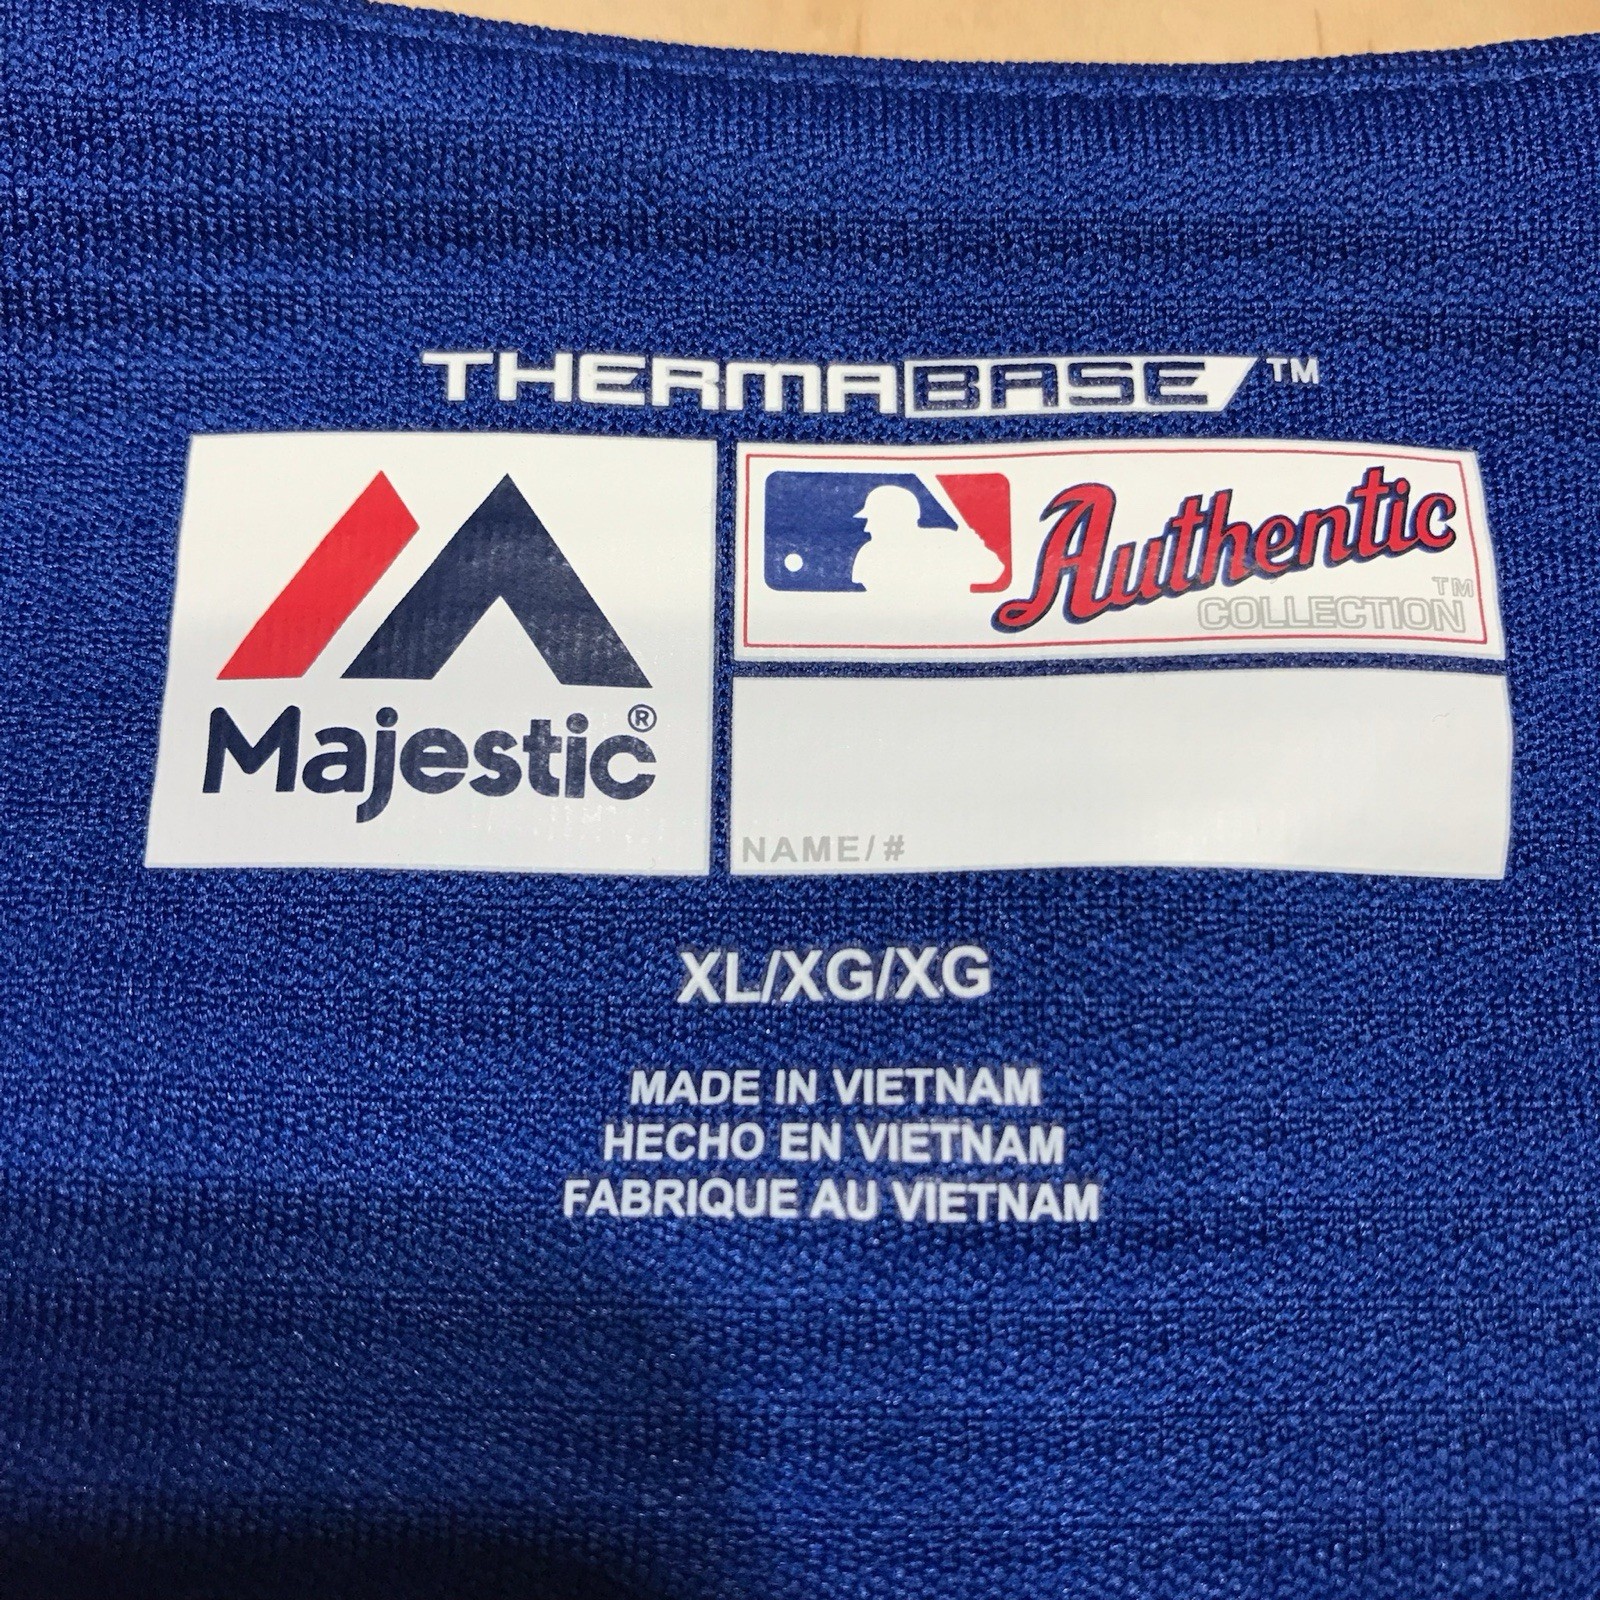 THERMABASE™
Majestic®
Authentic
COLLECTION™
NAME/#
XL/XG/XG
MADE IN VIETNAM
HECHO EN VIETNAM
FABRIQUE AU VIETNAM